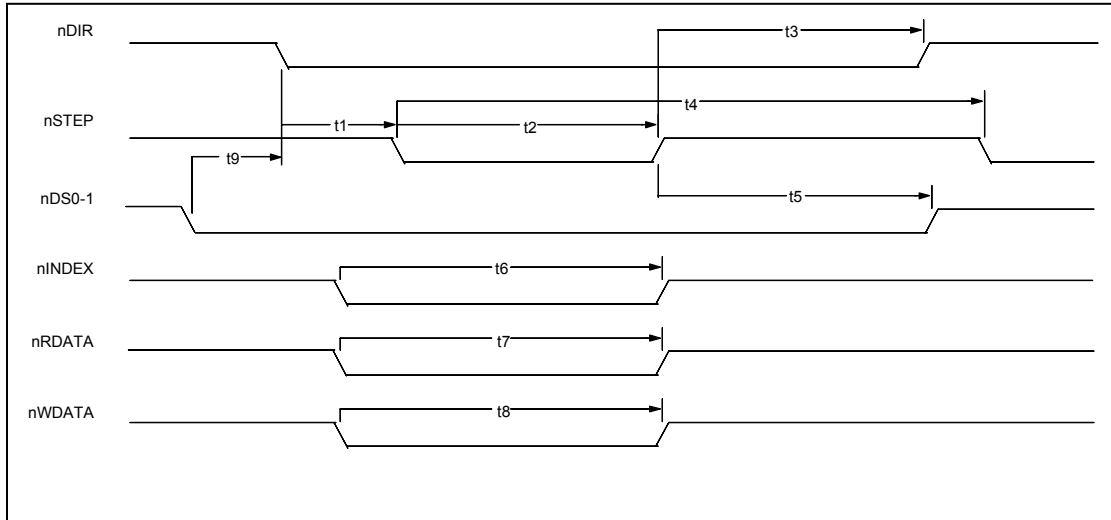 nDIR
t3
t4
nSTEP
t1
t2
t9
nDS0-1
t5
nINDEX
t6
nRDATA
t7
nWDATA
t8